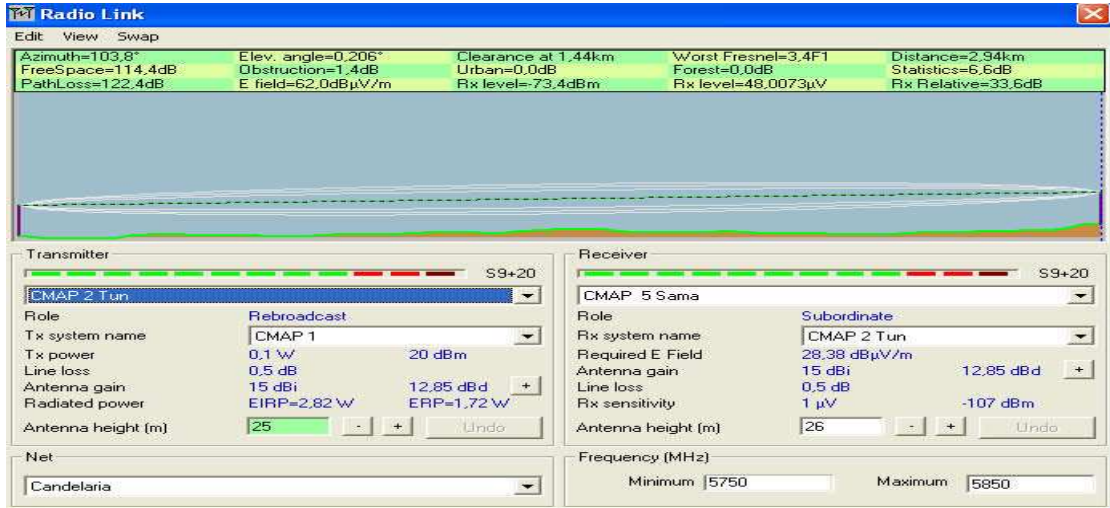 Radio Link
Edit View Swap
Azimuth=103,8° Elev. angle=0,206° Clearance at 1,44km Worst Fresnel=3,4F1 Distance=2,94km
FreeSpace=114,4dB Obstruction=1,4dB Urban=0,0dB Forest=0,0dB Statistics=6,6dB
PathLoss=122,4dB E field=62,0dBµV/m Rx level=-73,4dBm Rx level=48,0073µV Rx Relative=33,6dB
Transmitter
S9+20
CMAP 2 Tun
Role Rebroadcast
Tx system name CMAP 1
Tx power 0,1 W 20 dBm
Line loss 0,5 dB
Antenna gain 15 dBi 12,85 dBd +
Radiated power EIRP=2,82 W ERP=1,72 W
Antenna height (m) 25 - + Undo
Net
Candelaria
Receiver
S9+20
CMAP 5 Sama
Role Subordinate
Rx system name CMAP 2 Tun
Required E Field 28,38 dBµV/m
Antenna gain 15 dBi 12,85 dBd +
Line loss 0,5 dB
Rx sensitivity 1 µV -107 dBm
Antenna height (m) 26 - + Undo
Frequency (MHz)
Minimum 5750 Maximum 5850